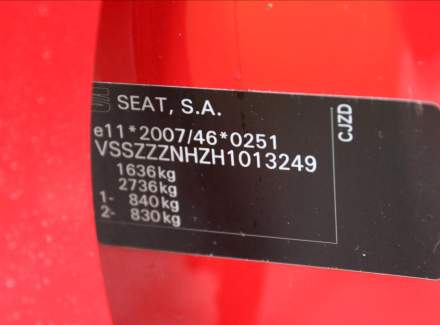 SEAT, S.A.
e11*2007/46*0251
VSSZZZNHZH1013249
1636kg
2736kg
1- 840kg
2- 830kg
CJZD